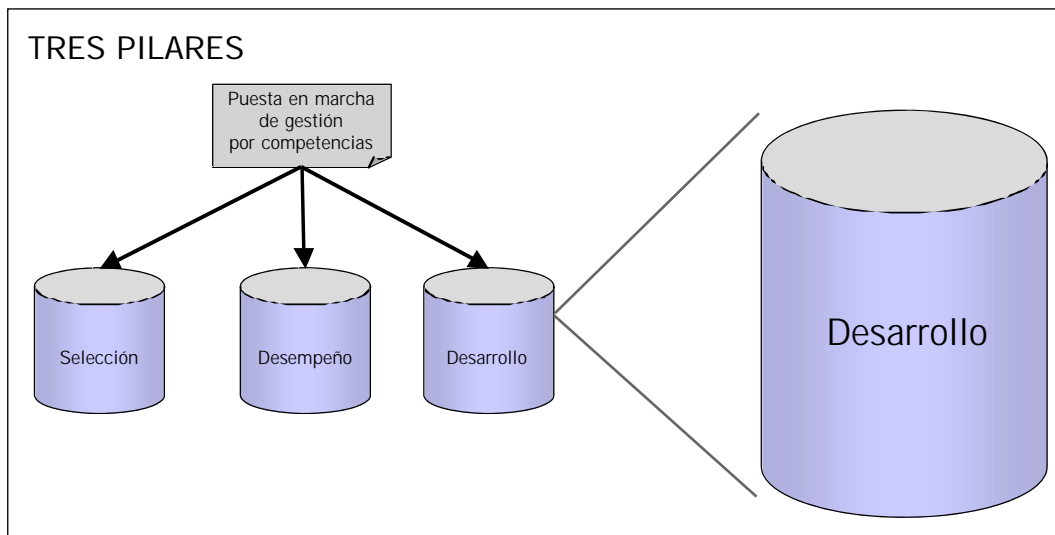 TRES PILARES
Puesta en marcha
de gestión
por competencias
Selección
Desempeño
Desarrollo
Desarrollo